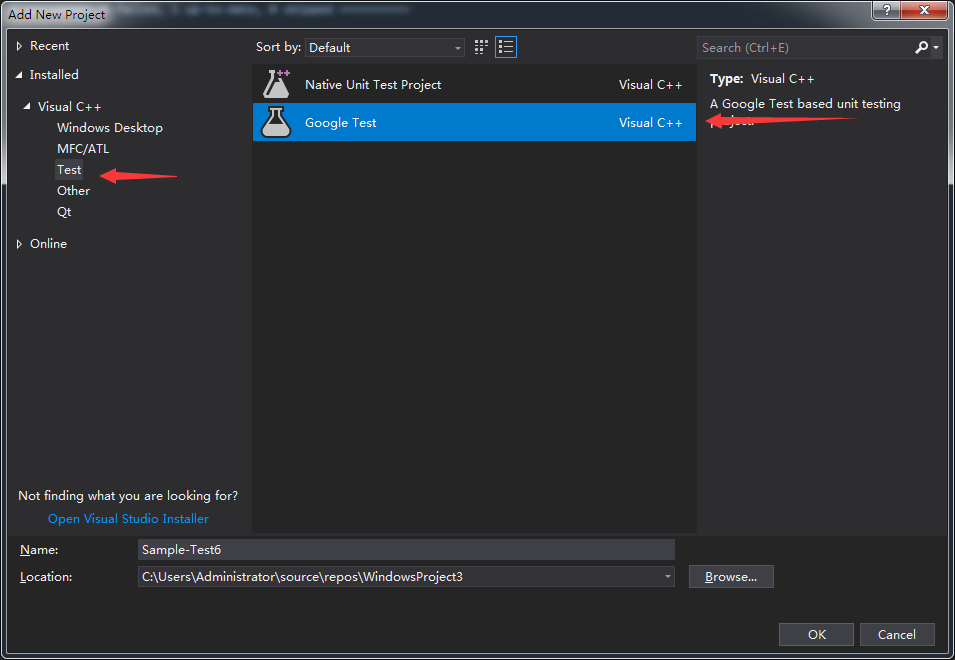 Add New Project
Recent
Installed
Visual C++
Windows Desktop
MFC/ATL
Test
Other
Qt
Online
Not finding what you are looking for?
Open Visual Studio Installer
Sort by: Default
Native Unit Test Project Visual C++
Google Test Visual C++
Search (Ctrl+E)
Type: Visual C++
A Google Test based unit testing
project.
Name: Sample-Test6
Location: C:\Users\Administrator\source\repos\WindowsProject3
Browse...
OK Cancel